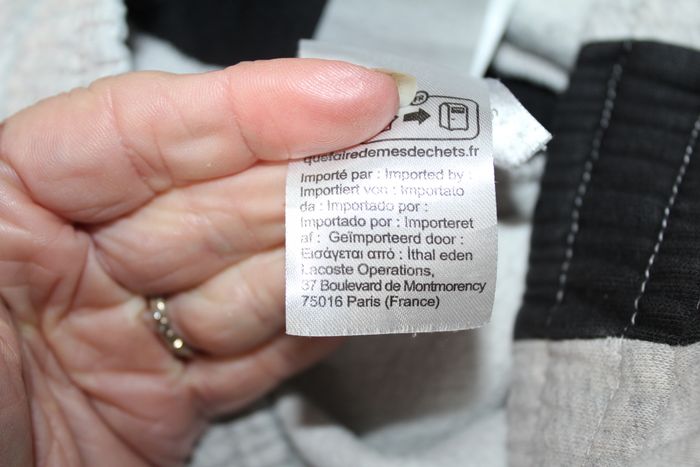 quefairedemesdechets.fr
Importé par : Imported by :
Importiert von : Importato
da : Importado por :
Importado por : Importeret
af : Geïmporteerd door :
Εισάγεται από : İthal eden
Lacoste Operations,
37 Boulevard de Montmorency
75016 Paris (France)